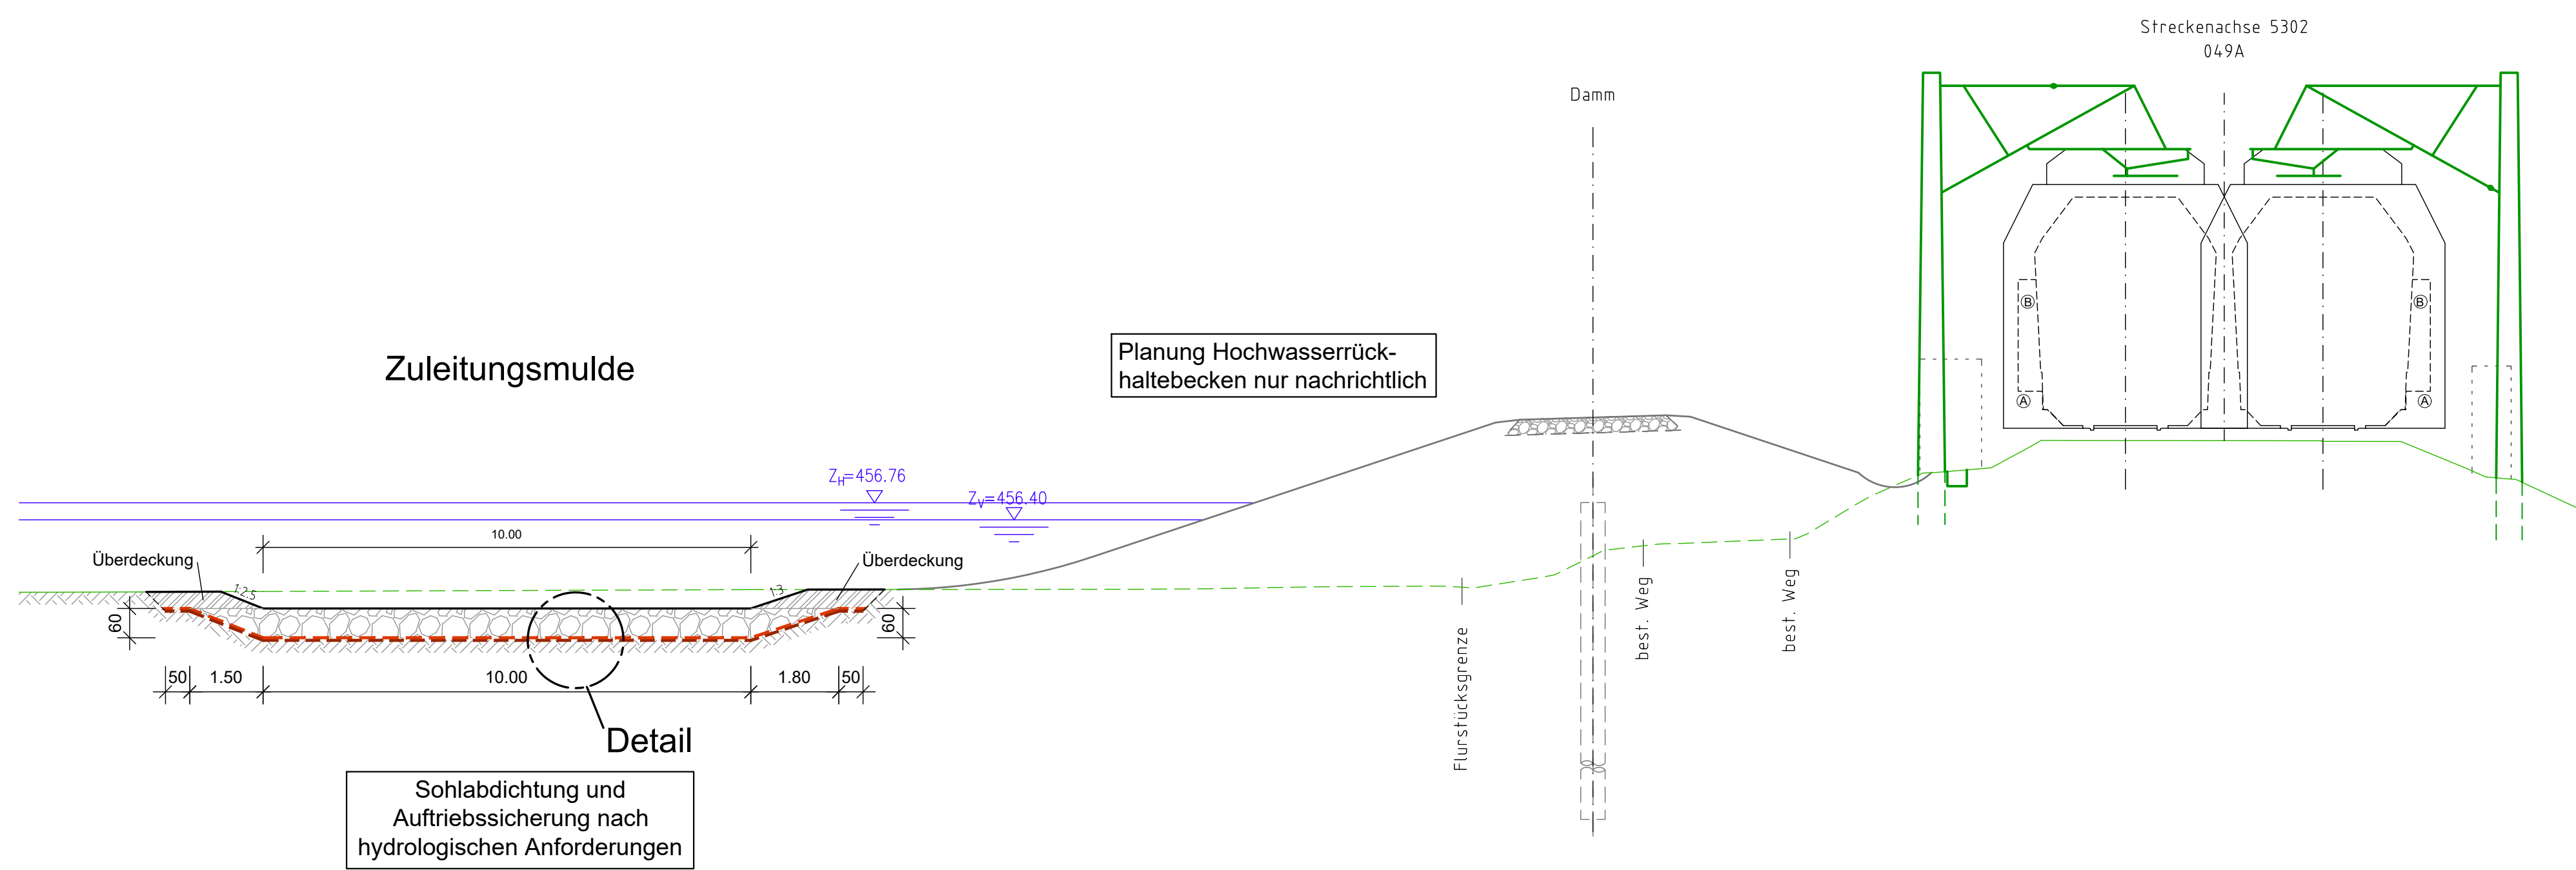 Streckenachse 5302
049A
Damm
Zuleitungsmulde
Planung Hochwasserrück-
haltebecken nur nachrichtlich
B
B
A
A
ZH=456.76
ZV=456.40
10.00
Überdeckung
Überdeckung
1:2.5
1:3
60
60
50
1.50
10.00
1.80
50
Flurstücksgrenze
best. Weg
best. Weg
Detail
Sohlabdichtung und
Auftriebssicherung nach
hydrologischen Anforderungen